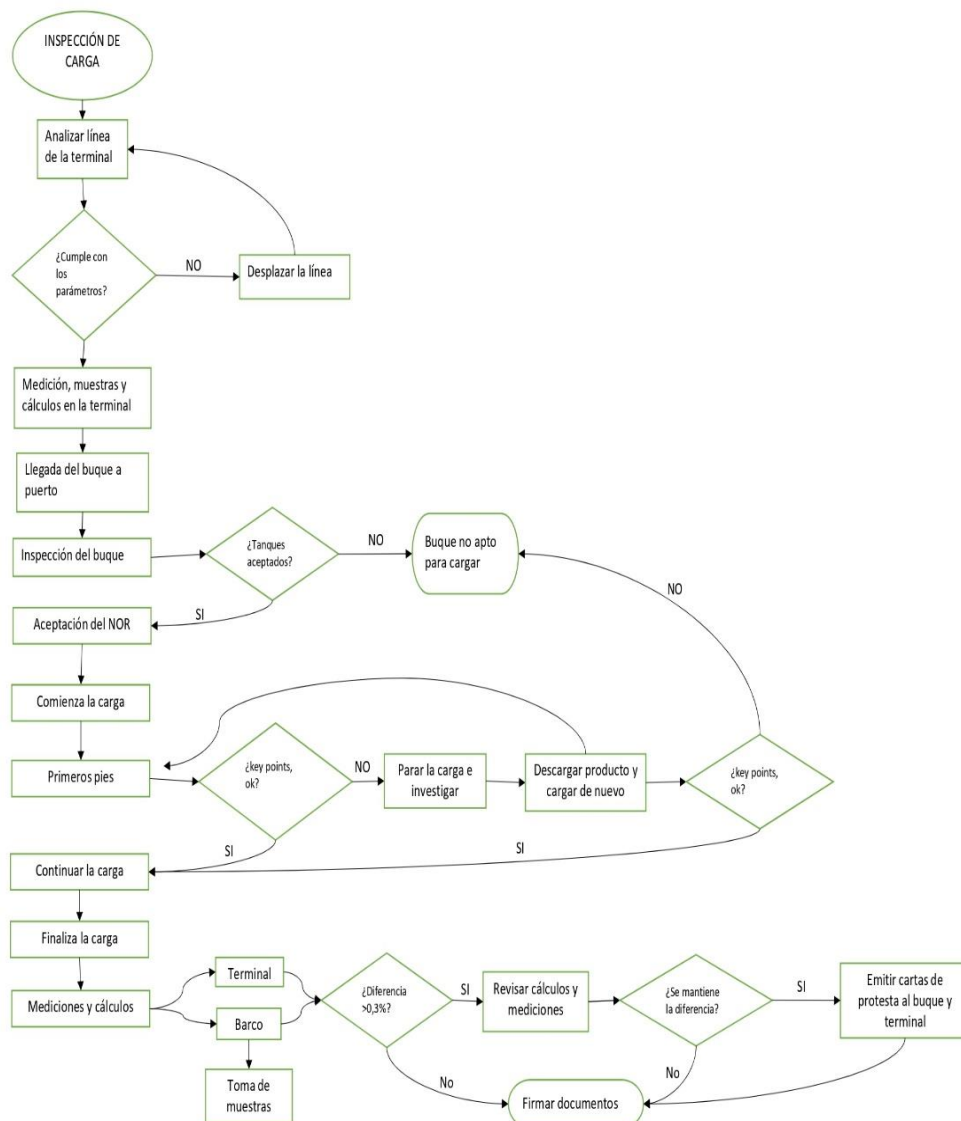 INSPECCIÓN DE
CARGA
Analizar línea
de la terminal
¿Cumple con
los
parámetros?
NO
Desplazar la línea
Medición, muestras y
cálculos en la terminal
Llegada del buque a
puerto
Inspección del buque
¿Tanques
aceptados?
NO
Buque no apto
para cargar
SI
Aceptación del NOR
NO
Comienza la carga
Primeros pies
¿key points,
ok?
NO
Parar la carga e
investigar
Descargar producto y
cargar de nuevo
¿key points,
ok?
SI
SI
Continuar la carga
Finaliza la carga
Mediciones y cálculos
Terminal
Barco
Toma de
muestras
¿Diferencia
>0,3%?
SI
Revisar cálculos y
mediciones
¿Se mantiene
la diferencia?
SI
Emitir cartas de
protesta al buque y
terminal
No
No
Firmar documentos